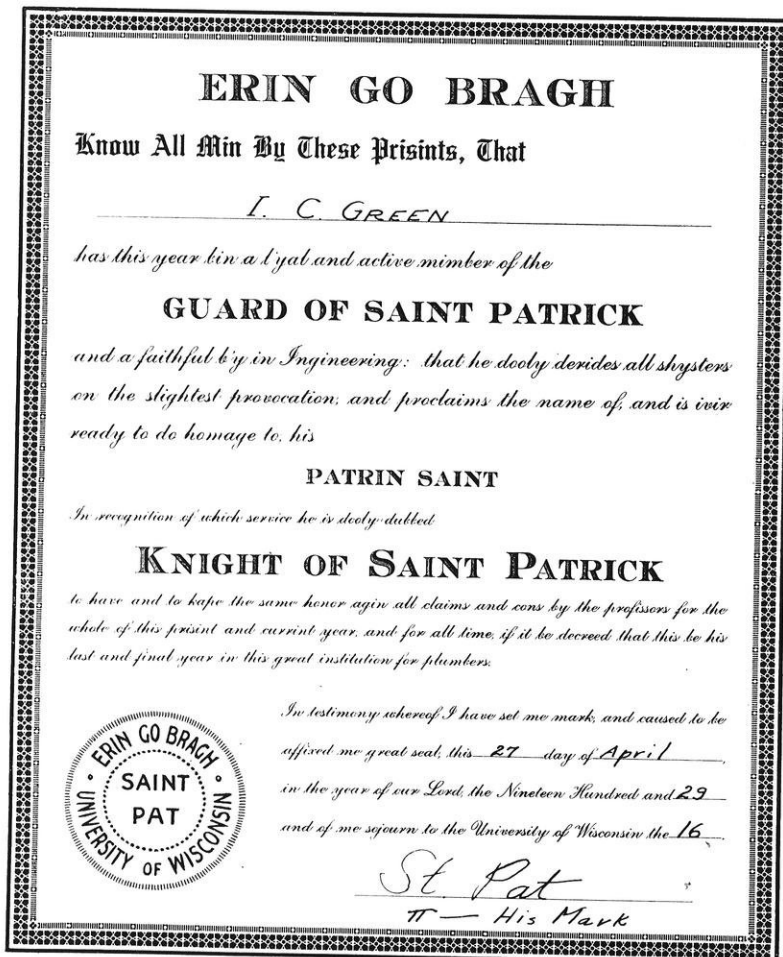 ERIN GO BRAGH
Know All Min By These Prisints, That
I. C. GREEN
has this year bin a l'yal and active mimber of the
GUARD OF SAINT PATRICK
and a faithful b'y in Ingineering: that he dooly derides all shysters
on the slightest provocation, and proclaims the name of, and is ivir
ready to do homage to, his
PATRIN SAINT
In recognition of which service he is dooly dubbed
KNIGHT OF SAINT PATRICK
to have and to kape the same honor agin all claims and cons by the profissors for the
whole of this prisint and currint year, and for all time, if it be decreed that this be his
last and final year in this great institution for plumbers.
In testimony whereof I have set me mark, and caused to be
affixed me great seal, this 27 day of April,
in the year of our Lord, the Nineteen Hundred and 29
and of me sojourn to the University of Wisconsin the 16
ERIN GO BRAGH
SAINT
PAT
UNIVERSITY OF WISCONSIN
St. Pat
π — His Mark